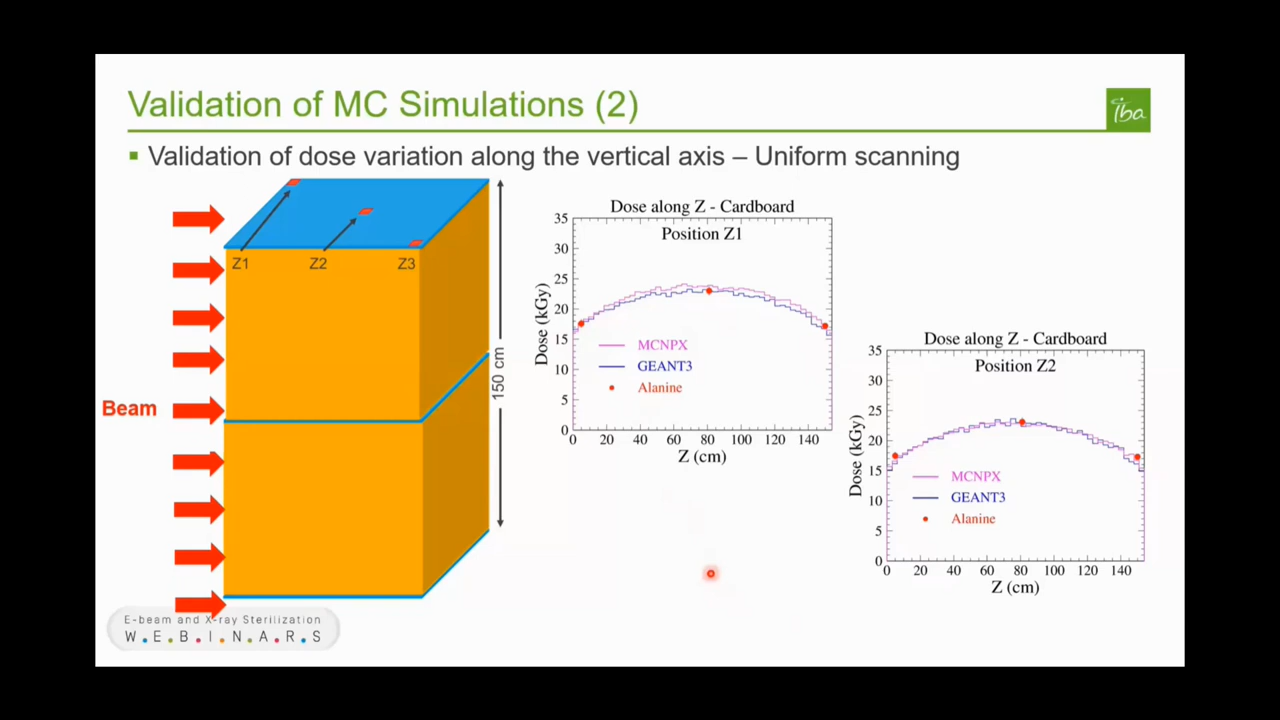 Validation of MC Simulations (2)
iba
▪ Validation of dose variation along the vertical axis – Uniform scanning
Z1 Z2 Z3
150 cm
Beam
Dose along Z - Cardboard
Position Z1
35
30
25
20
15
10
5
0
Dose (kGy)
MCNPX
GEANT3
Alanine
0 20 40 60 80 100 120 140
Z (cm)
Dose along Z - Cardboard
Position Z2
35
30
25
20
15
10
5
0
Dose (kGy)
MCNPX
GEANT3
Alanine
0 20 40 60 80 100 120 140
Z (cm)
E-beam and X-ray Sterilization
W.E.B.I.N.A.R.S